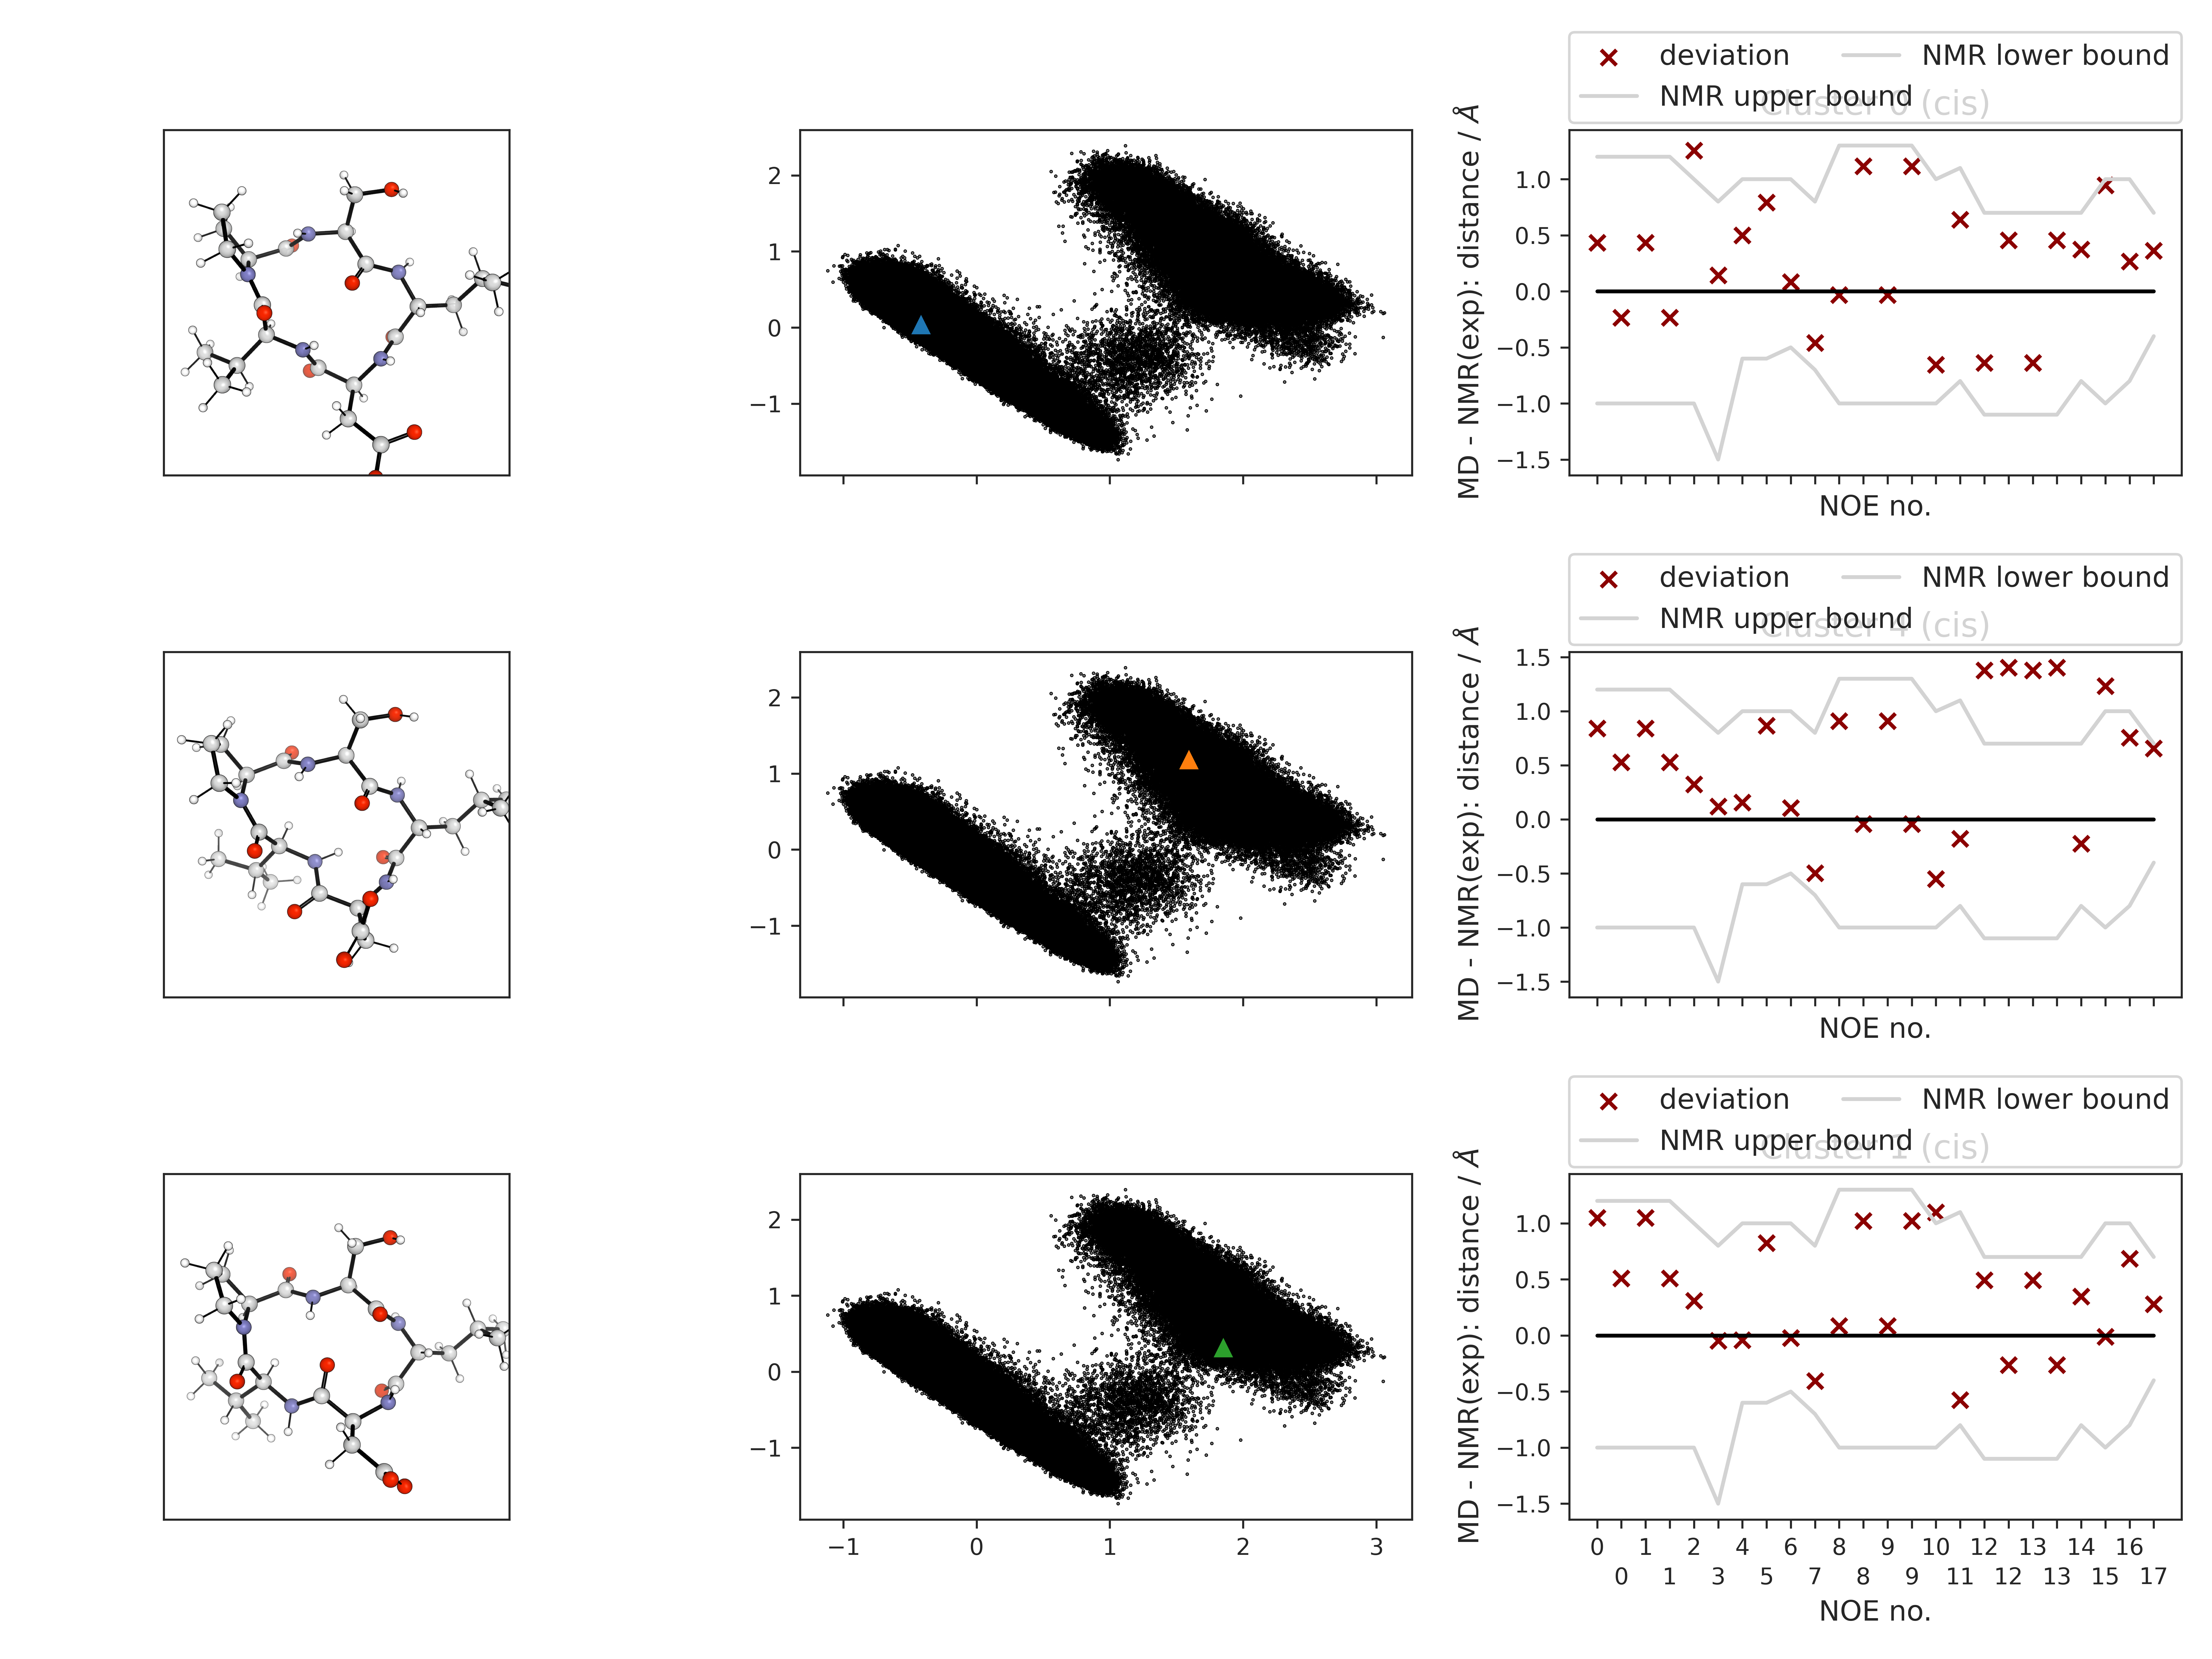 deviation NMR lower bound
NMR upper bound
Cluster 0 (cis)
2
1
0
−1
MD - NMR(exp): distance / Å
1.0
0.5
0.0
−0.5
−1.0
−1.5
NOE no.
deviation NMR lower bound
NMR upper bound
Cluster 4 (cis)
2
1
0
−1
MD - NMR(exp): distance / Å
1.5
1.0
0.5
0.0
−0.5
−1.0
−1.5
NOE no.
deviation NMR lower bound
NMR upper bound
Cluster 1 (cis)
2
1
0
−1
−1 0 1 2 3
MD - NMR(exp): distance / Å
1.0
0.5
0.0
−0.5
−1.0
−1.5
0 1 2 4 6 8 9 10 12 13 14 16
0 1 3 5 7 8 9 11 12 13 15 17
NOE no.